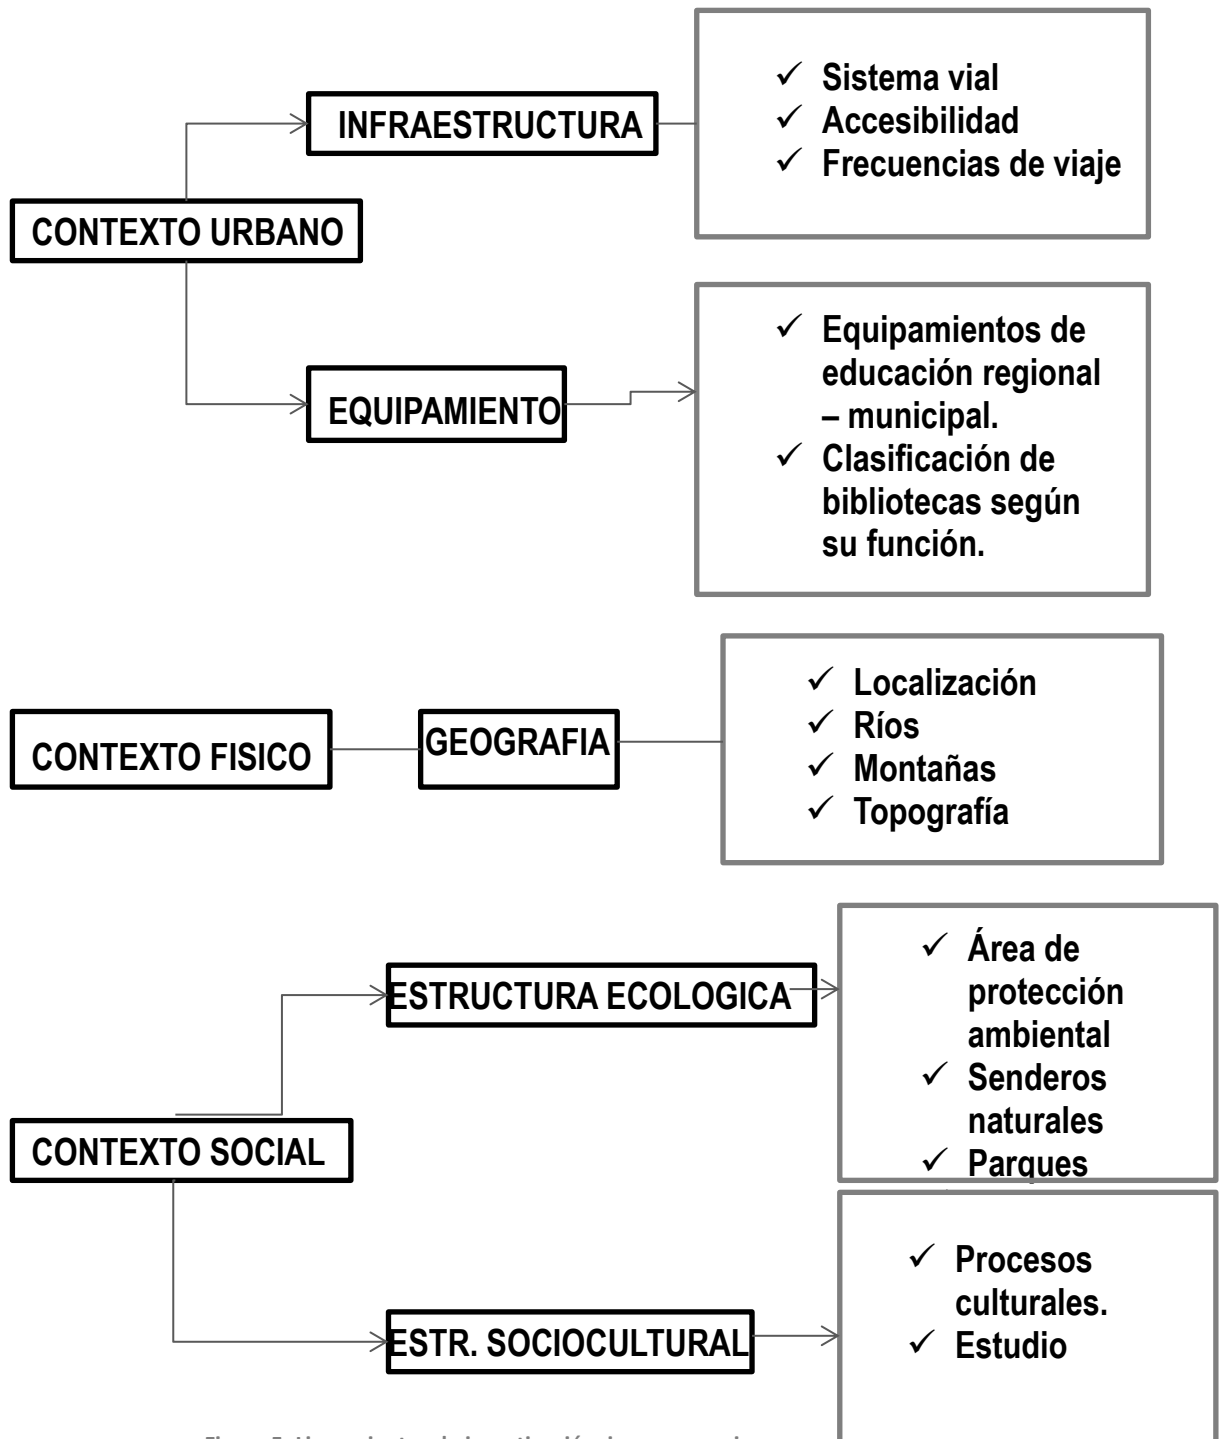 INFRAESTRUCTURA
✓ Sistema vial
✓ Accesibilidad
✓ Frecuencias de viaje
CONTEXTO URBANO
EQUIPAMIENTO
✓ Equipamientos de
educación regional
– municipal.
✓ Clasificación de
bibliotecas según
su función.
CONTEXTO FISICO
GEOGRAFIA
✓ Localización
✓ Ríos
✓ Montañas
✓ Topografía
CONTEXTO SOCIAL
ESTRUCTURA ECOLOGICA
✓ Área de
protección
ambiental
✓ Senderos
naturales
✓ Parques
ESTR. SOCIOCULTURAL
✓ Procesos
culturales.
✓ Estudio